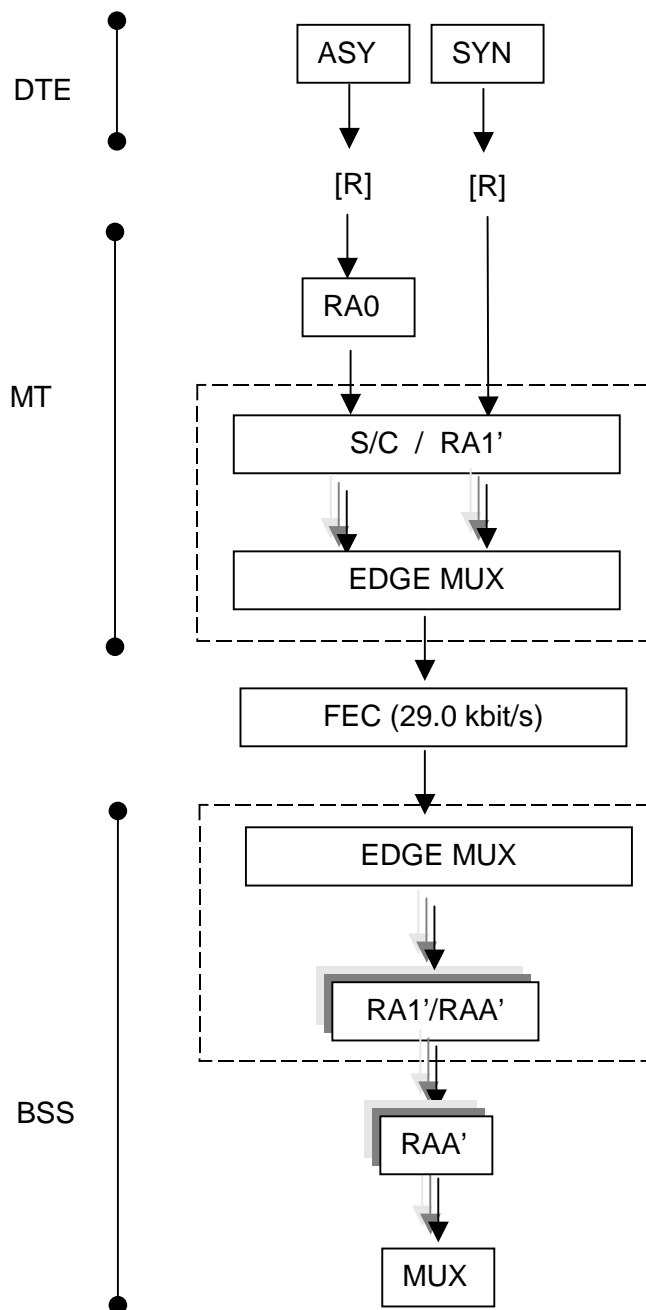 ASY SYN
DTE
[R] [R]
RA0
MT
S/C / RA1’
EDGE MUX
FEC (29.0 kbit/s)
EDGE MUX
RA1’/RAA’
BSS
RAA’
MUX